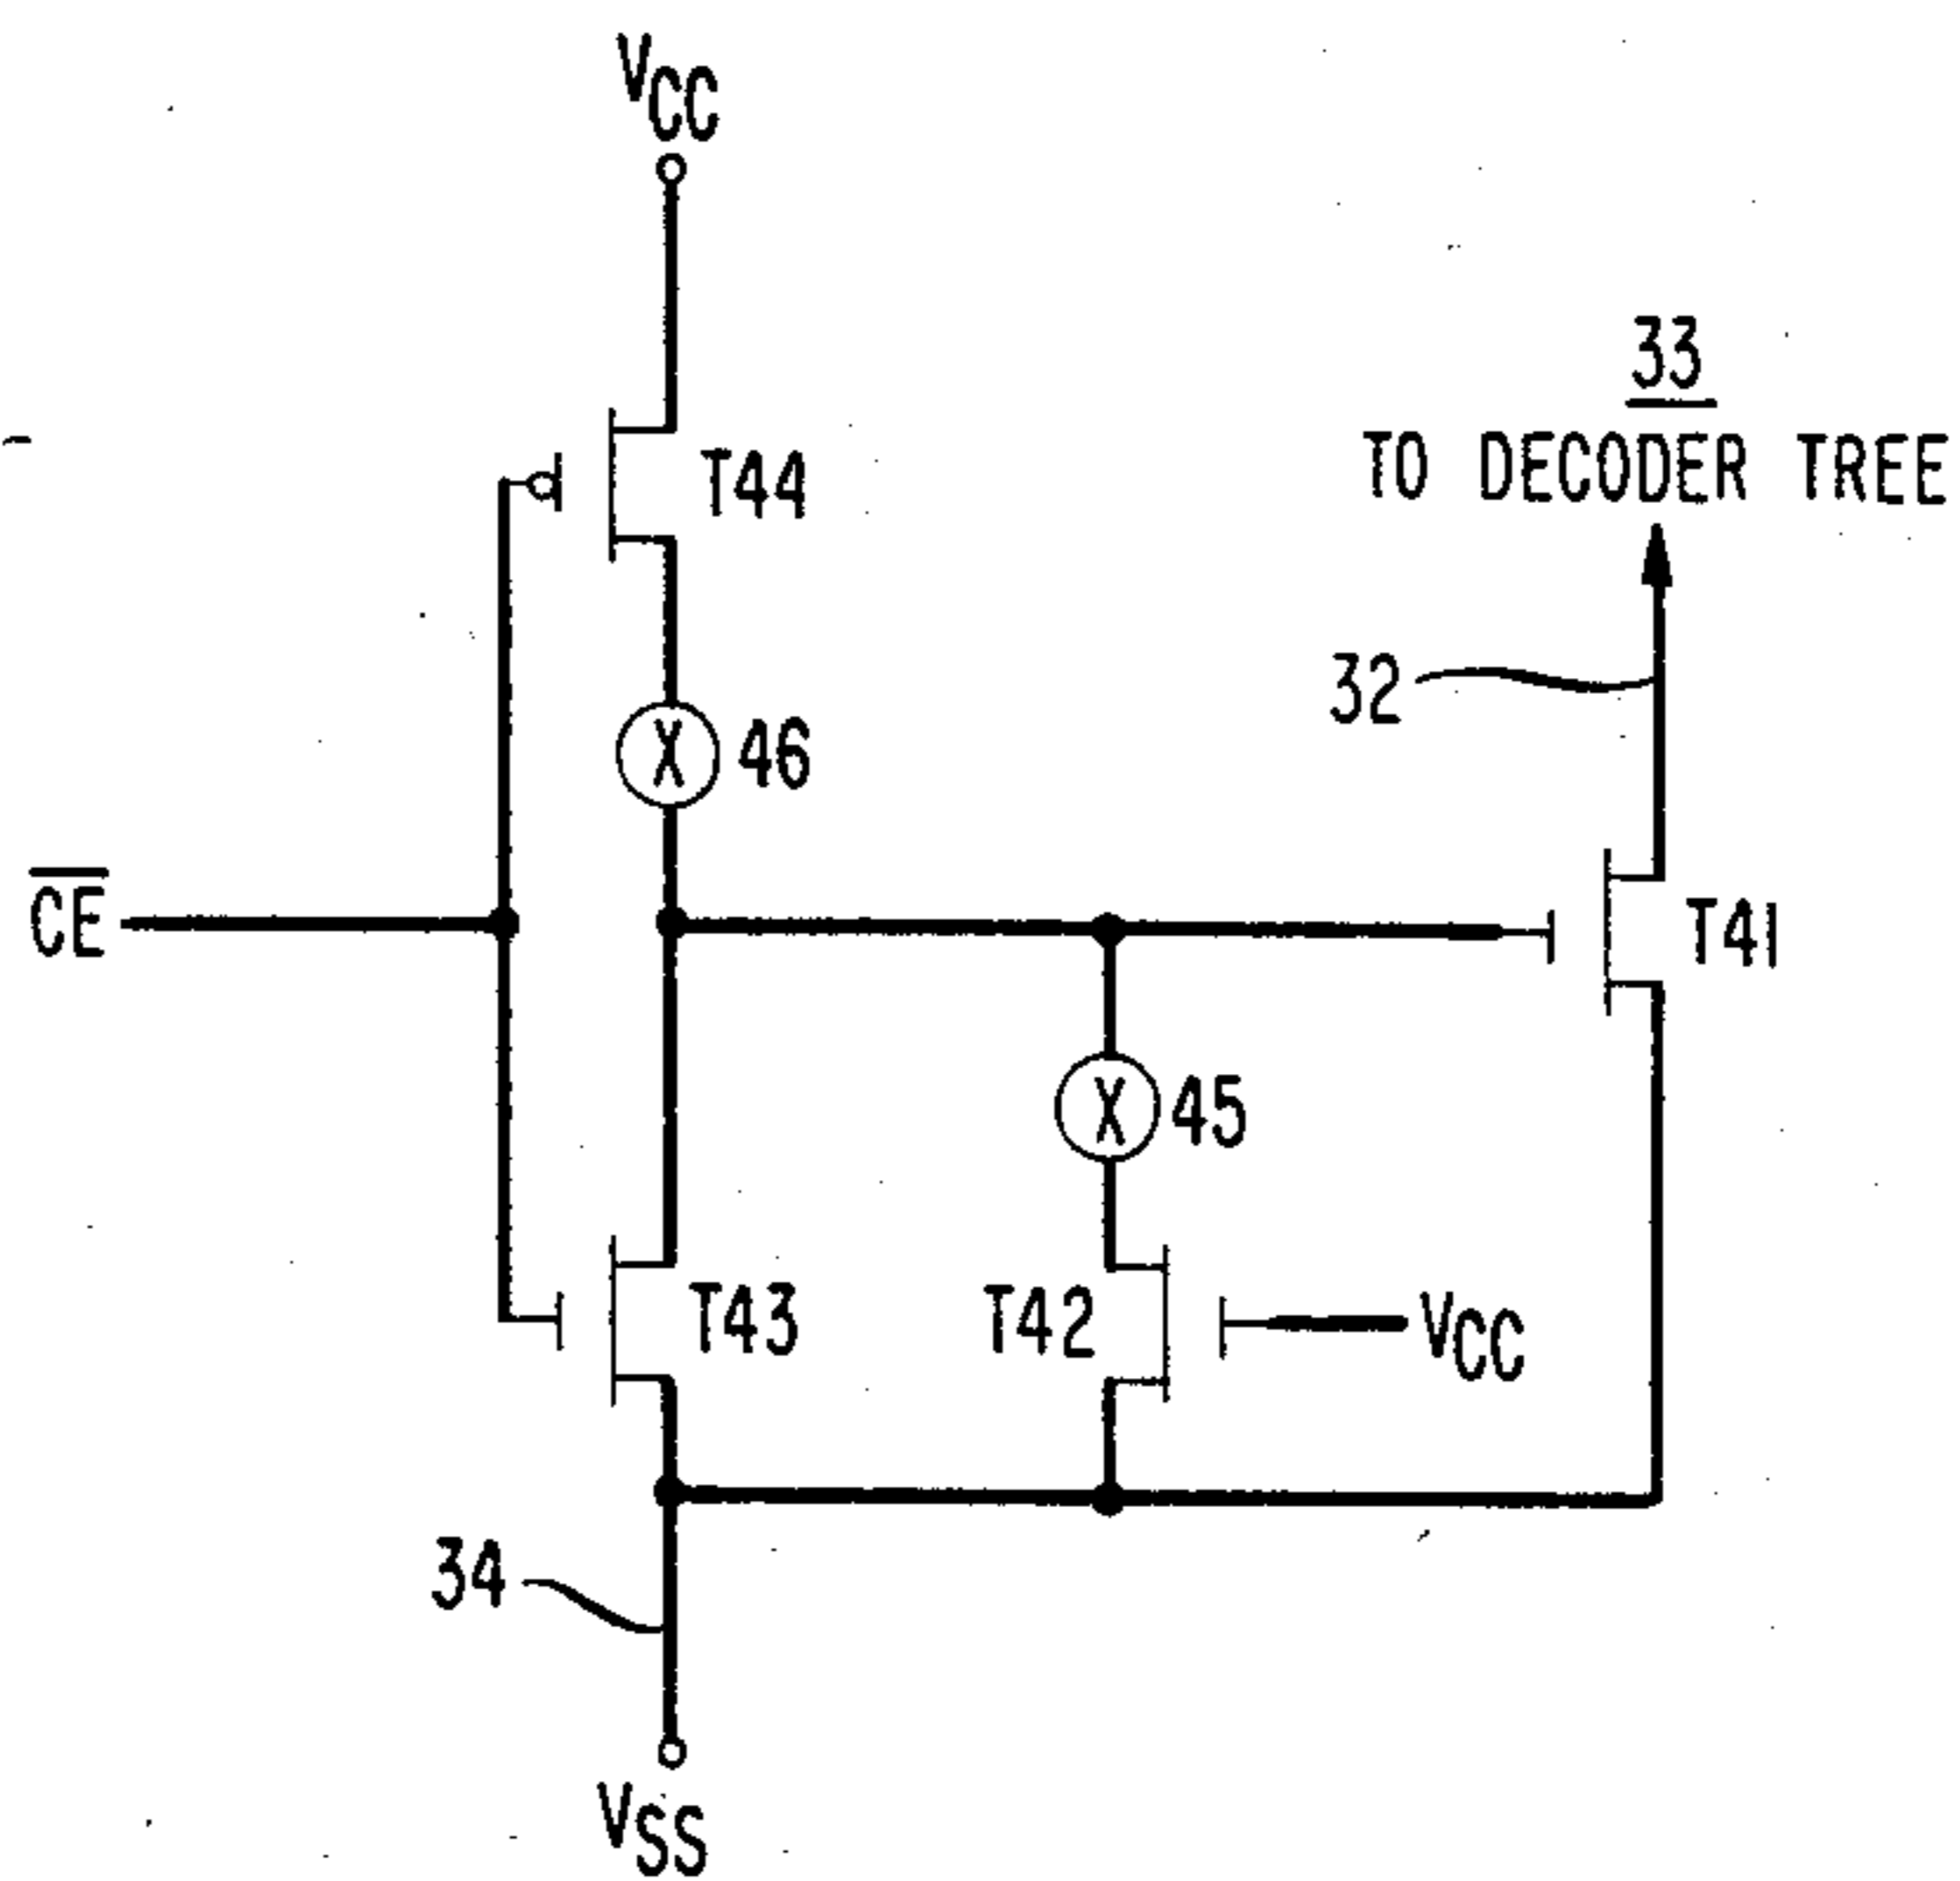 VCC
33
TO DECODER TREE
T44
32
X 46
CE
T41
X 45
T43
T42
VCC
34
VSS